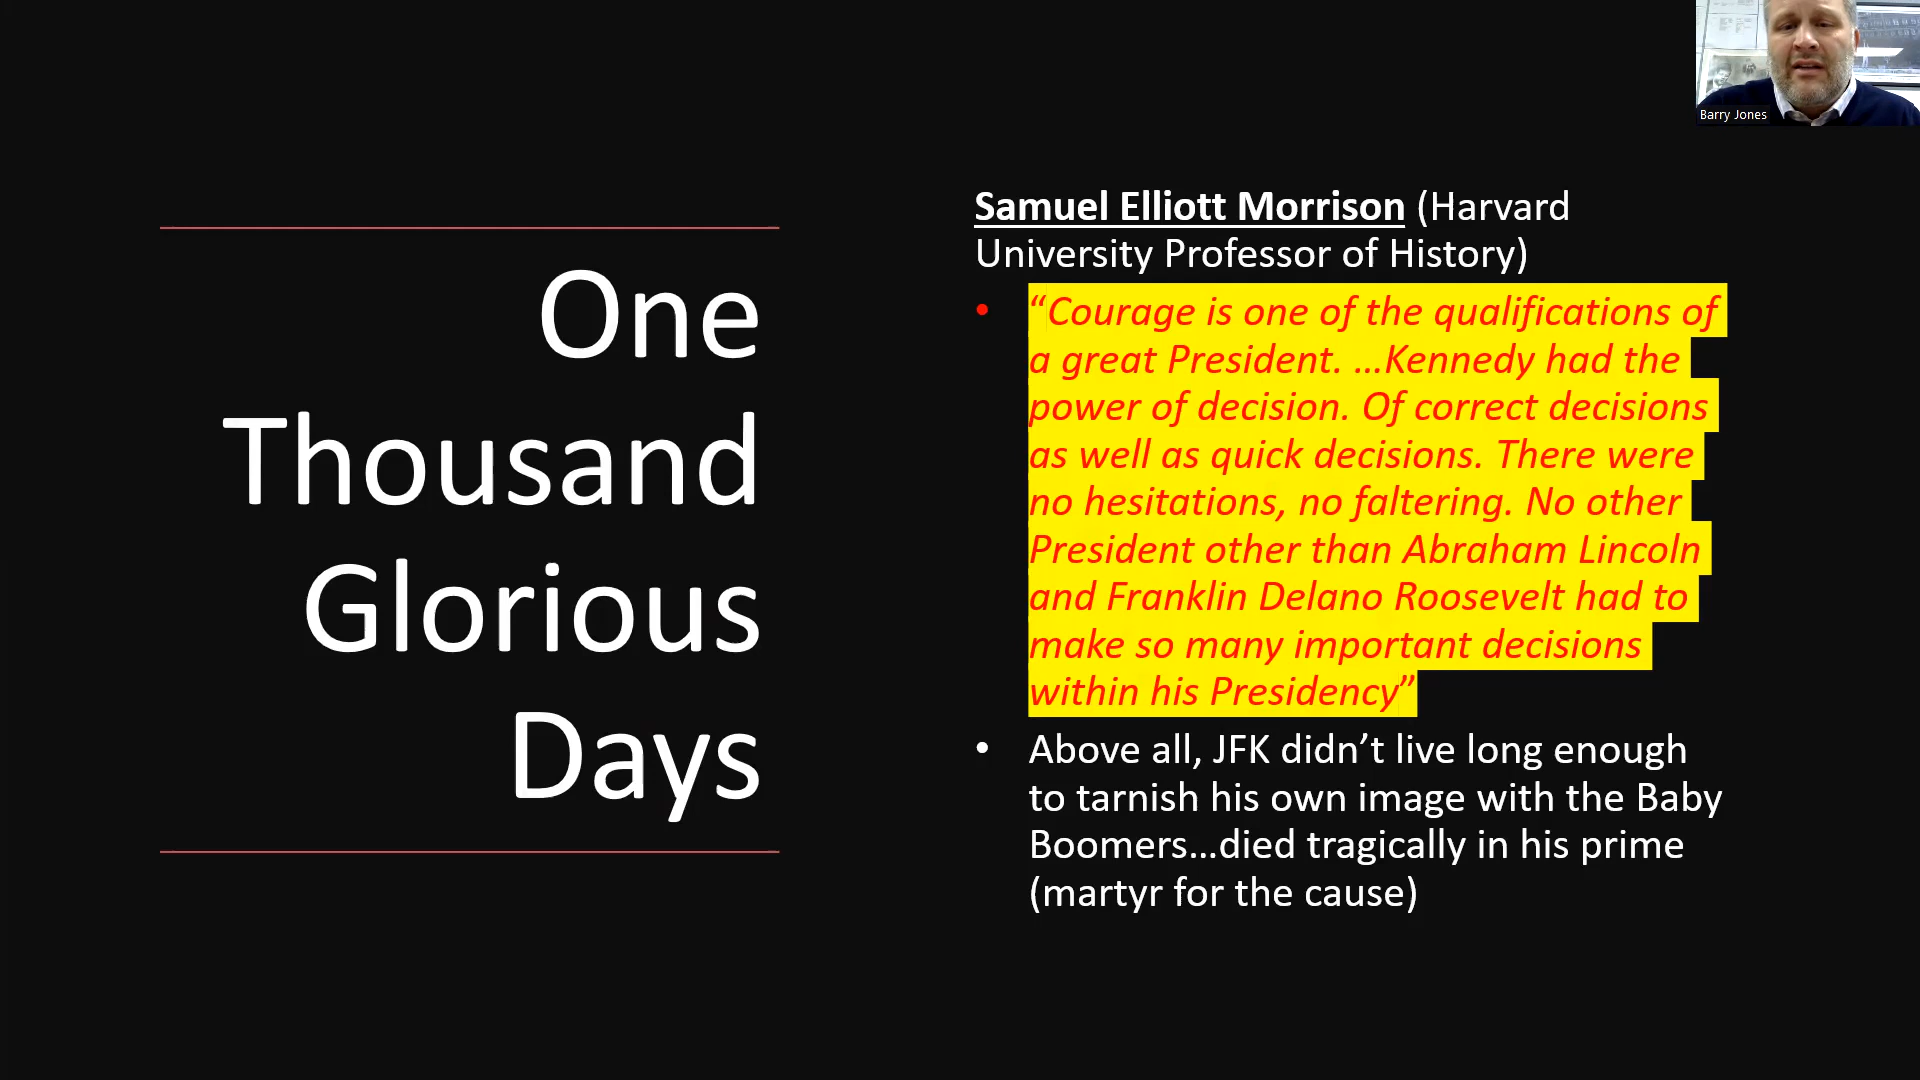 Barry Jones
One
Thousand
Glorious
Days
Samuel Elliott Morrison (Harvard
University Professor of History)
• “Courage is one of the qualifications of
a great President. …Kennedy had the
power of decision. Of correct decisions
as well as quick decisions. There were
no hesitations, no faltering. No other
President other than Abraham Lincoln
and Franklin Delano Roosevelt had to
make so many important decisions
within his Presidency”
• Above all, JFK didn’t live long enough
to tarnish his own image with the Baby
Boomers…died tragically in his prime
(martyr for the cause)